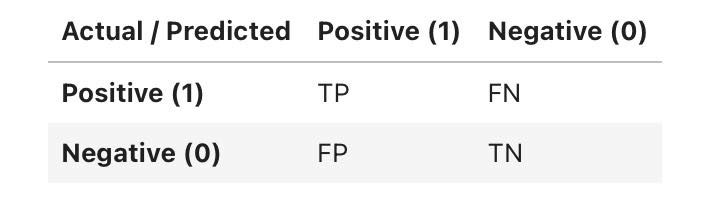 Actual / Predicted Positive (1) Negative (0)
Positive (1) TP FN
Negative (0) FP TN